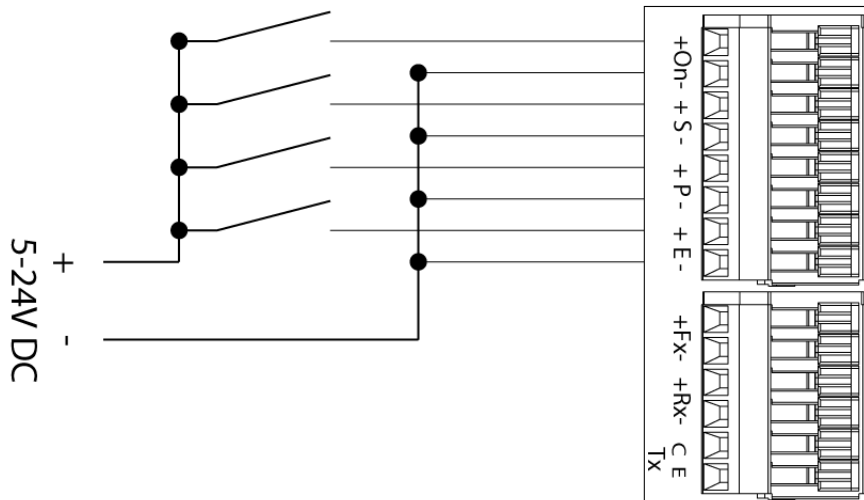 +On-
+ S -
+ P -
+ E -
+Fx-
+Rx-
C E
Tx
+
-
5-24V DC